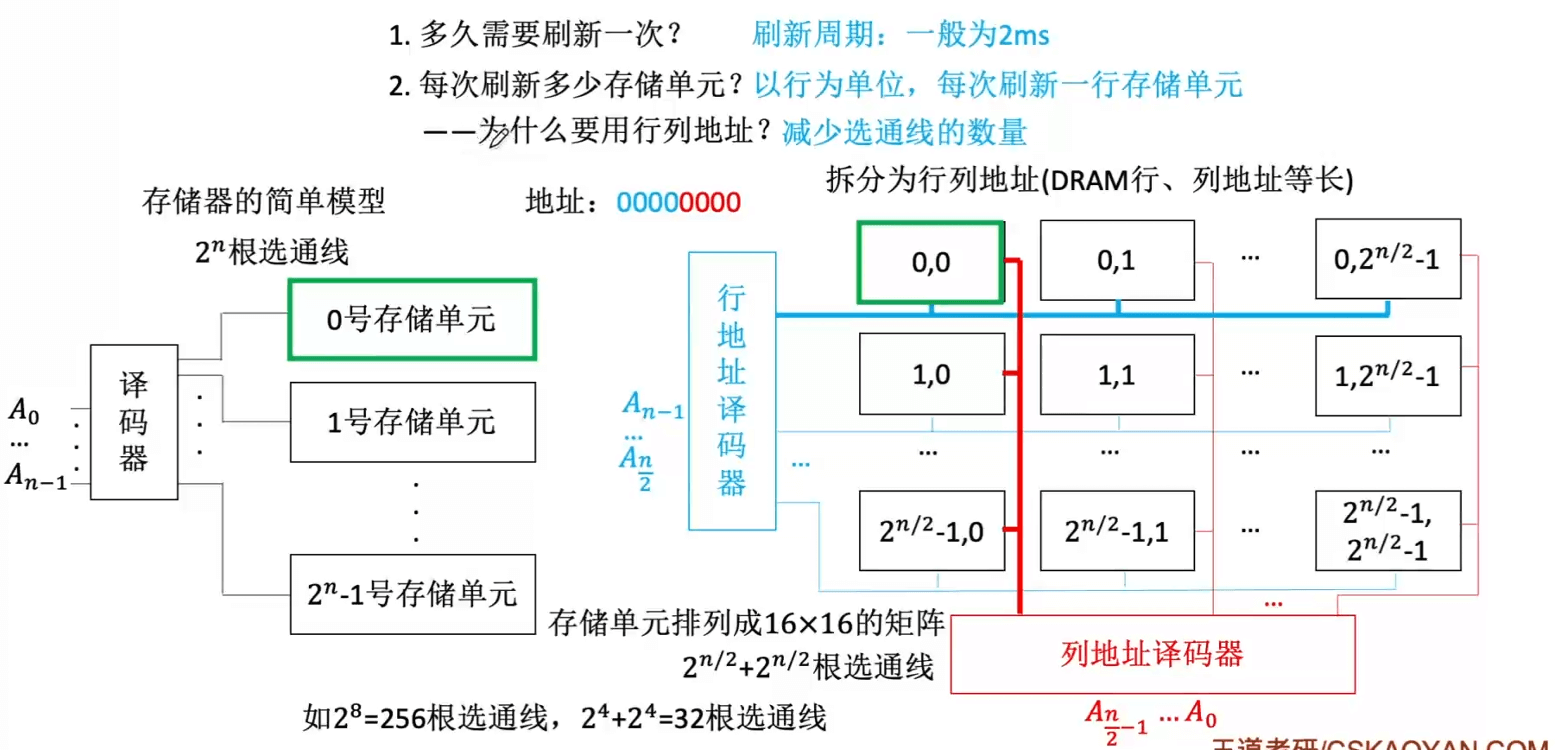 1. 多久需要刷新一次? 刷新周期：一般为2ms
2. 每次刷新多少存储单元? 以行为单位，每次刷新一行存储单元
——为什么要用行列地址? 减少选通线的数量
存储器的简单模型
地址：00000000
拆分为行列地址(DRAM行、列地址等长)
2ⁿ根选通线
译码器
A₀
...
Aₙ₋₁
0号存储单元
1号存储单元
2ⁿ-1号存储单元
行地址译码器
Aₙ₋₁
...
A_{n/2}
...
0,0
0,1
...
0,2^{n/2}-1
1,0
1,1
...
1,2^{n/2}-1
...
...
...
...
2^{n/2}-1,0
2^{n/2}-1,1
...
2^{n/2}-1,
2^{n/2}-1
...
存储单元排列成16×16的矩阵
2^{n/2}+2^{n/2}根选通线
列地址译码器
A_{n/2-1} ... A₀
如2⁸=256根选通线，2⁴+2⁴=32根选通线
王道考研/CSKAOYAN.COM